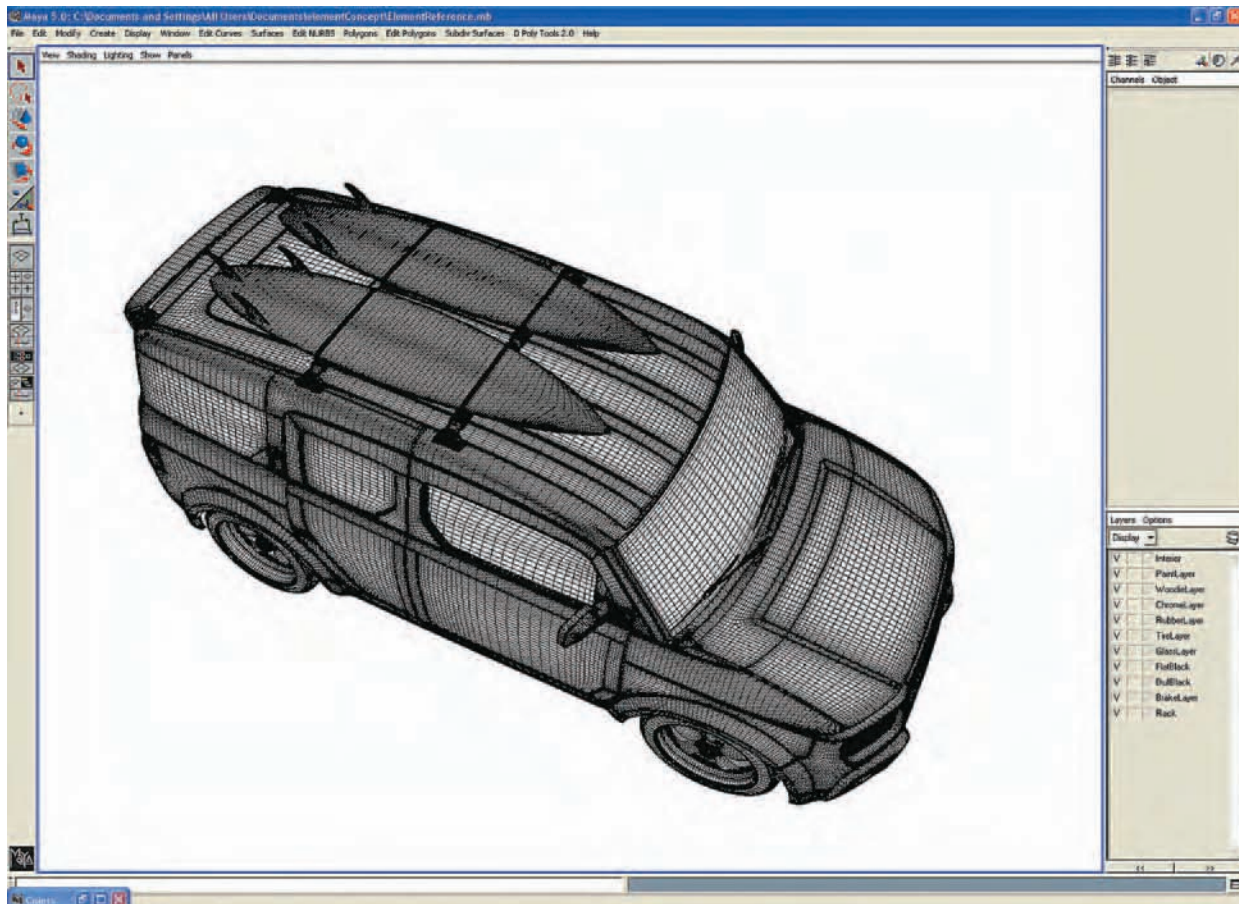 Maya 5.0: C:\Documents and Settings\All Users\Documents\elementConcept\ElementReference.mb
File Edit Modify Create Display Window Edit Curves Surfaces Edit NURBS Polygons Edit Polygons Subdiv Surfaces D Poly Tools 2.0 Help
View Shading Lighting Show Panels
Channels Object
Layers Options
Display
V Interior
V PaintLayer
V WoodieLayer
V ChromeLayer
V RubberLayer
V TireLayer
V GlassLayer
V FlatBlack
V BrakeLayer
V Rack
<<
>>